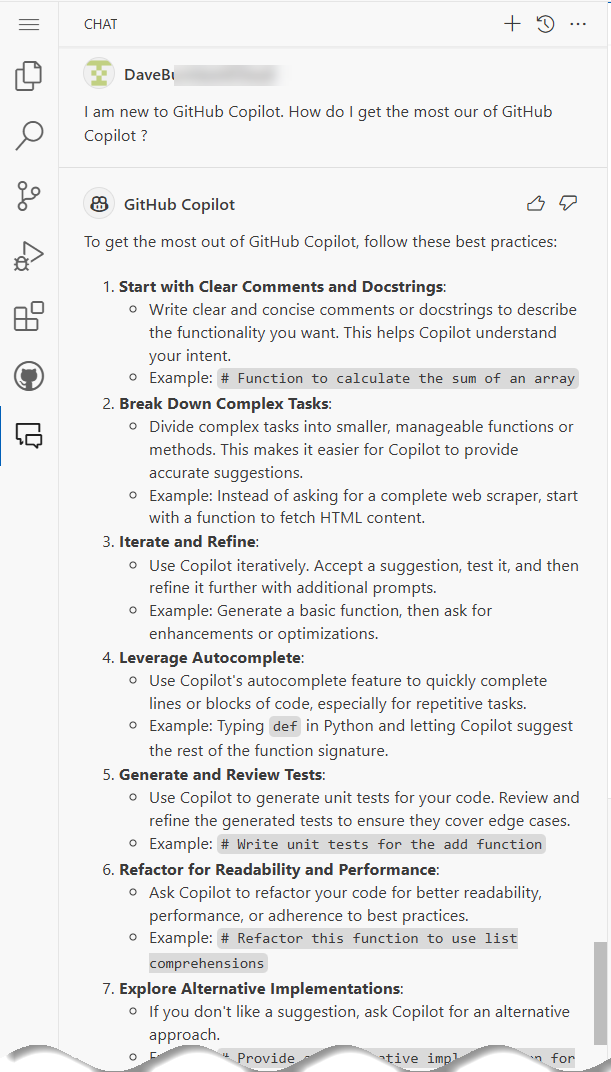 CHAT
DaveBu
I am new to GitHub Copilot. How do I get the most our of GitHub
Copilot ?
GitHub Copilot
To get the most out of GitHub Copilot, follow these best practices:
1. Start with Clear Comments and Docstrings:
Write clear and concise comments or docstrings to describe
the functionality you want. This helps Copilot understand
your intent.
Example: # Function to calculate the sum of an array
2. Break Down Complex Tasks:
Divide complex tasks into smaller, manageable functions or
methods. This makes it easier for Copilot to provide
accurate suggestions.
Example: Instead of asking for a complete web scraper, start
with a function to fetch HTML content.
3. Iterate and Refine:
Use Copilot iteratively. Accept a suggestion, test it, and then
refine it further with additional prompts.
Example: Generate a basic function, then ask for
enhancements or optimizations.
4. Leverage Autocomplete:
Use Copilot's autocomplete feature to quickly complete
lines or blocks of code, especially for repetitive tasks.
Example: Typing def in Python and letting Copilot suggest
the rest of the function signature.
5. Generate and Review Tests:
Use Copilot to generate unit tests for your code. Review and
refine the generated tests to ensure they cover edge cases.
Example: # Write unit tests for the add function
6. Refactor for Readability and Performance:
Ask Copilot to refactor your code for better readability,
performance, or adherence to best practices.
Example: # Refactor this function to use list
comprehensions
7. Explore Alternative Implementations:
If you don't like a suggestion, ask Copilot for an alternative
approach.
# Provide for